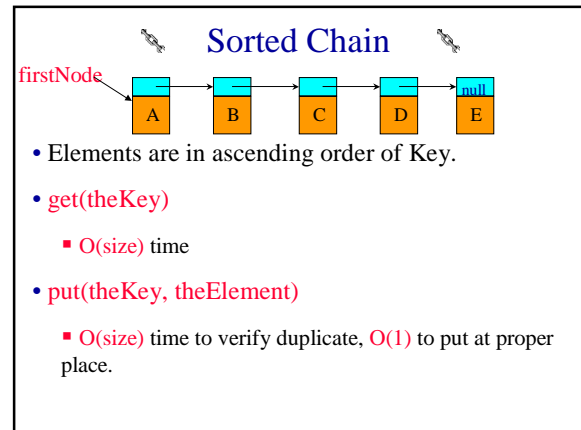 Sorted Chain
firstNode
null
A B C D E
• Elements are in ascending order of Key.
• get(theKey)
▪ O(size) time
• put(theKey, theElement)
▪ O(size) time to verify duplicate, O(1) to put at proper
place.